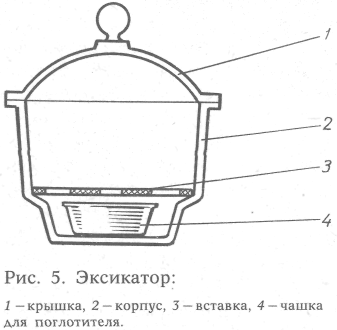 1
2
3
4
Рис. 5. Эксикатор:
1 — крышка, 2 — корпус, 3 — вставка, 4 — чашка
для поглотителя.